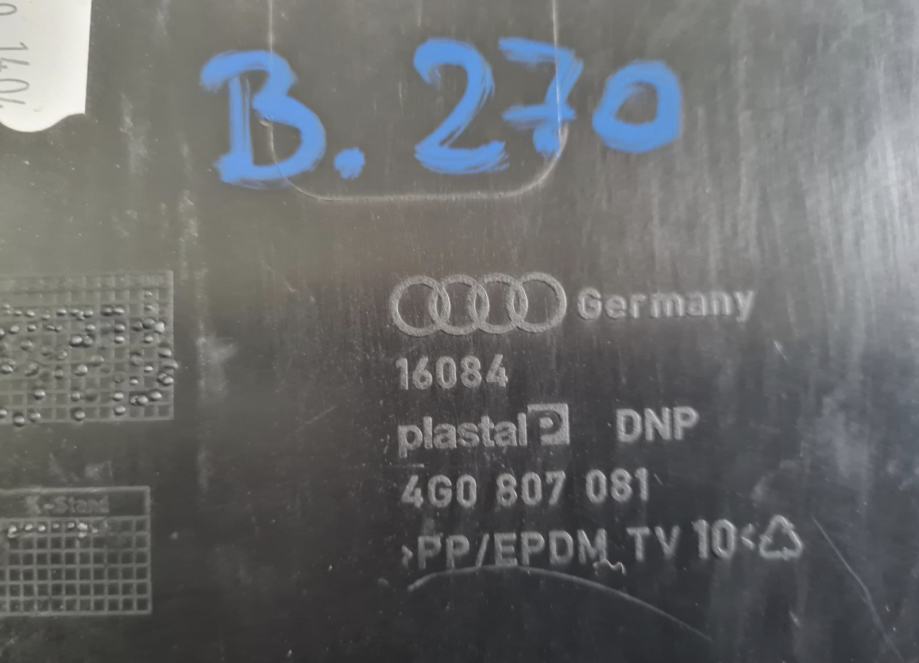 B. 270
Germany
16084
plastal DNP
4G0 807 081
>PP/EPDM TV 10<